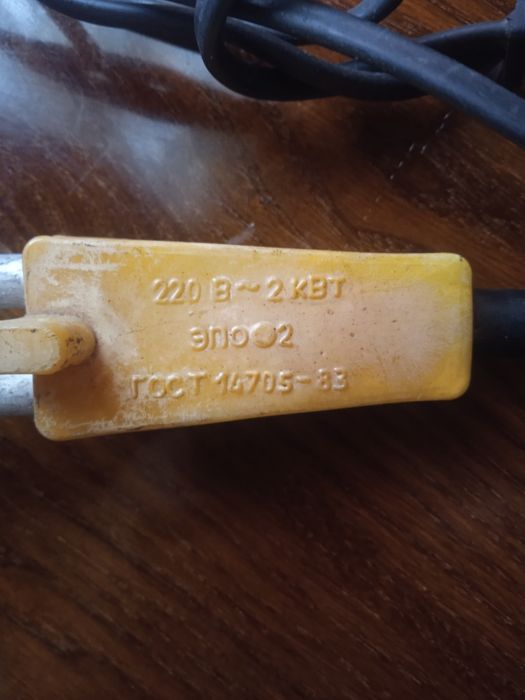 220 В ~ 2 КВТ
ЭПО 2
ГОСТ 14705-83